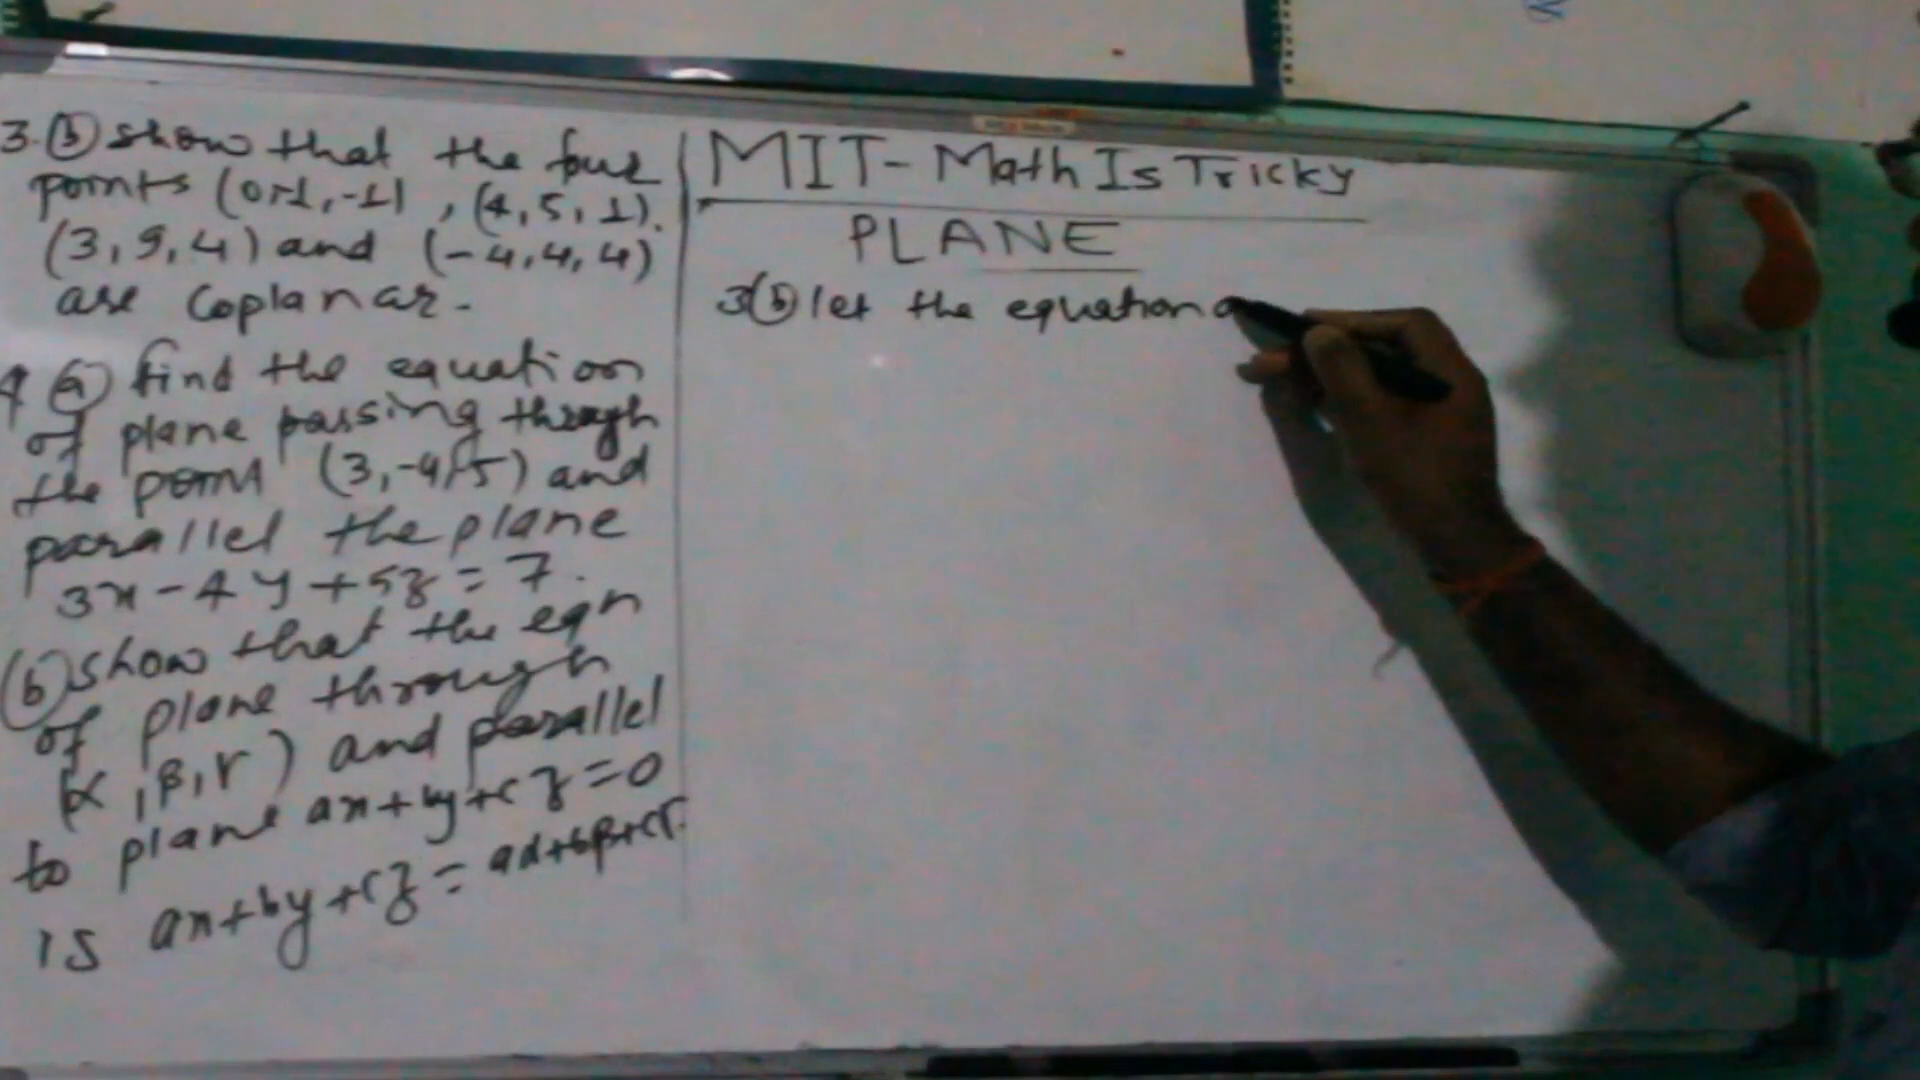 3. (b) show that the four
points (0,-1,-1), (4,5,1).
(3,9,4) and (-4,4,4)
are Coplanar.
4 (a) find the equation
of plane passing through
the point (3,-4,5) and
parallel the plane
3x-4y+5z=7.
(b) show that the eqn
of plane through
(α,β,γ) and parallel
to plane ax+by+cz=0
is ax+by+cz=aα+bβ+cγ.
MIT-Math Is Tricky
PLANE
3(b) let the equation